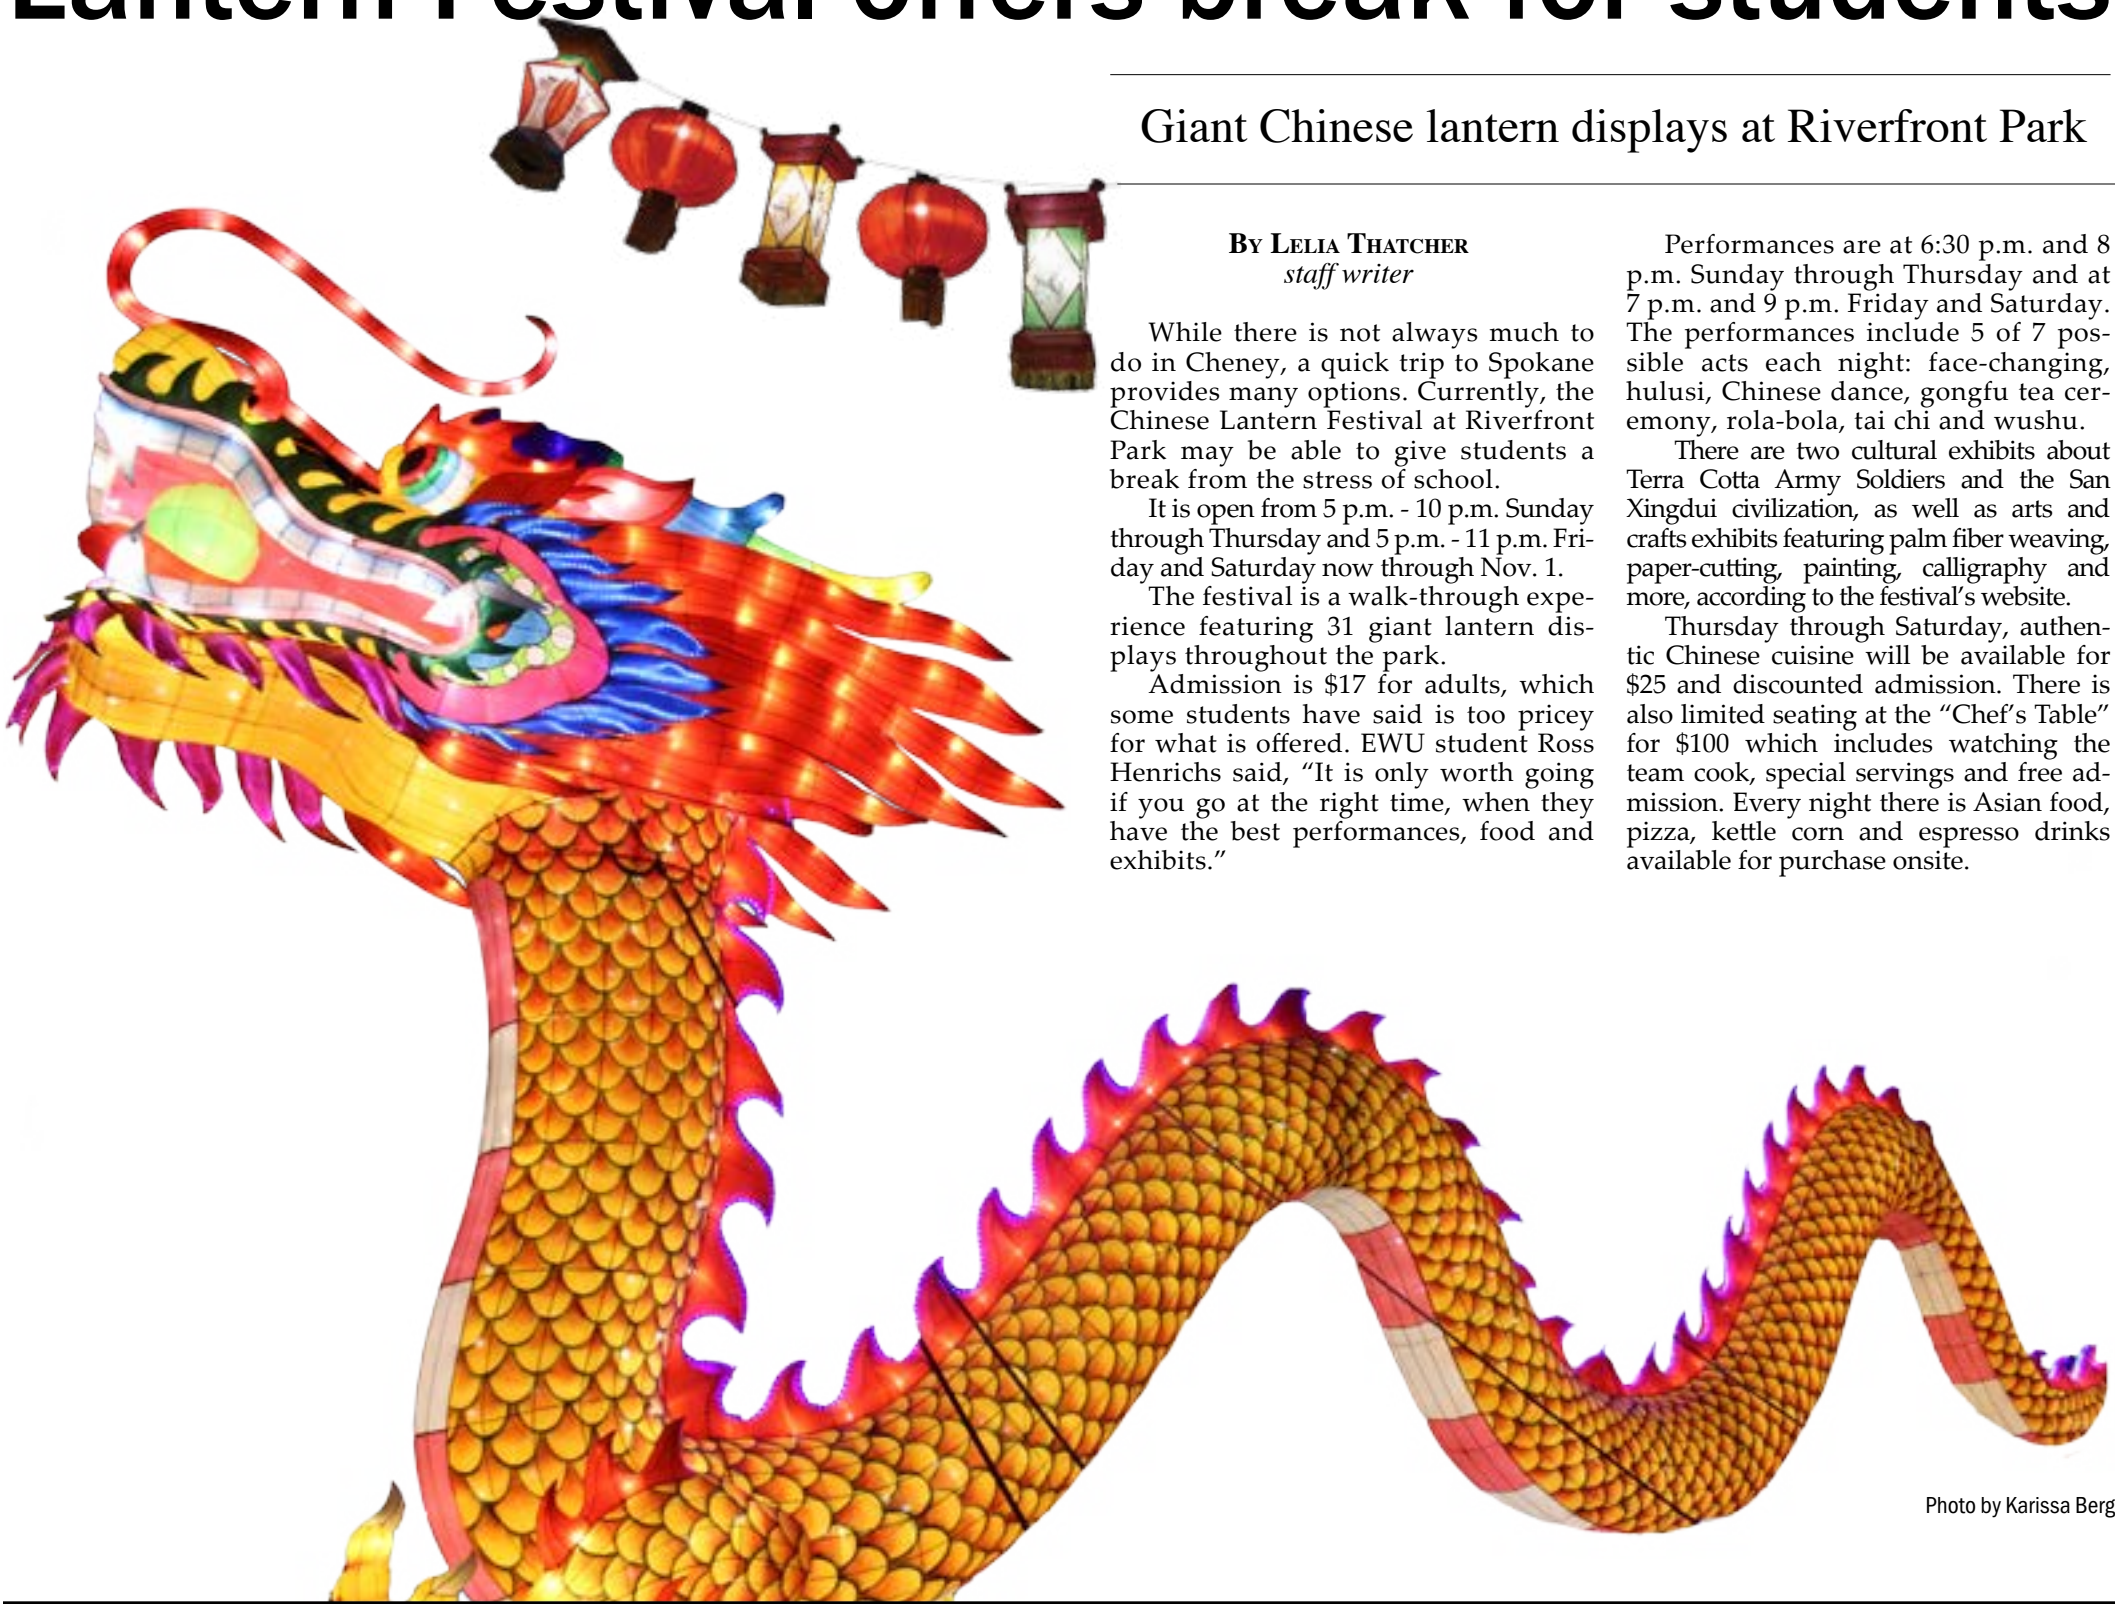 Lantern Festival offers break for students
Giant Chinese lantern displays at Riverfront Park
By Lelia Thatcher
staff writer
While there is not always much to
do in Cheney, a quick trip to Spokane
provides many options. Currently, the
Chinese Lantern Festival at Riverfront
Park may be able to give students a
break from the stress of school.
It is open from 5 p.m. - 10 p.m. Sunday
through Thursday and 5 p.m. - 11 p.m. Fri-
day and Saturday now through Nov. 1.
The festival is a walk-through expe-
rience featuring 31 giant lantern dis-
plays throughout the park.
Admission is $17 for adults, which
some students have said is too pricey
for what is offered. EWU student Ross
Henrichs said, “It is only worth going
if you go at the right time, when they
have the best performances, food and
exhibits.”
Performances are at 6:30 p.m. and 8
p.m. Sunday through Thursday and at
7 p.m. and 9 p.m. Friday and Saturday.
The performances include 5 of 7 pos-
sible acts each night: face-changing,
hulusi, Chinese dance, gongfu tea cer-
emony, rola-bola, tai chi and wushu.
There are two cultural exhibits about
Terra Cotta Army Soldiers and the San
Xingdui civilization, as well as arts and
crafts exhibits featuring palm fiber weaving,
paper-cutting, painting, calligraphy and
more, according to the festival’s website.
Thursday through Saturday, authen-
tic Chinese cuisine will be available for
$25 and discounted admission. There is
also limited seating at the “Chef’s Table”
for $100 which includes watching the
team cook, special servings and free ad-
mission. Every night there is Asian food,
pizza, kettle corn and espresso drinks
available for purchase onsite.
Photo by Karissa Berg